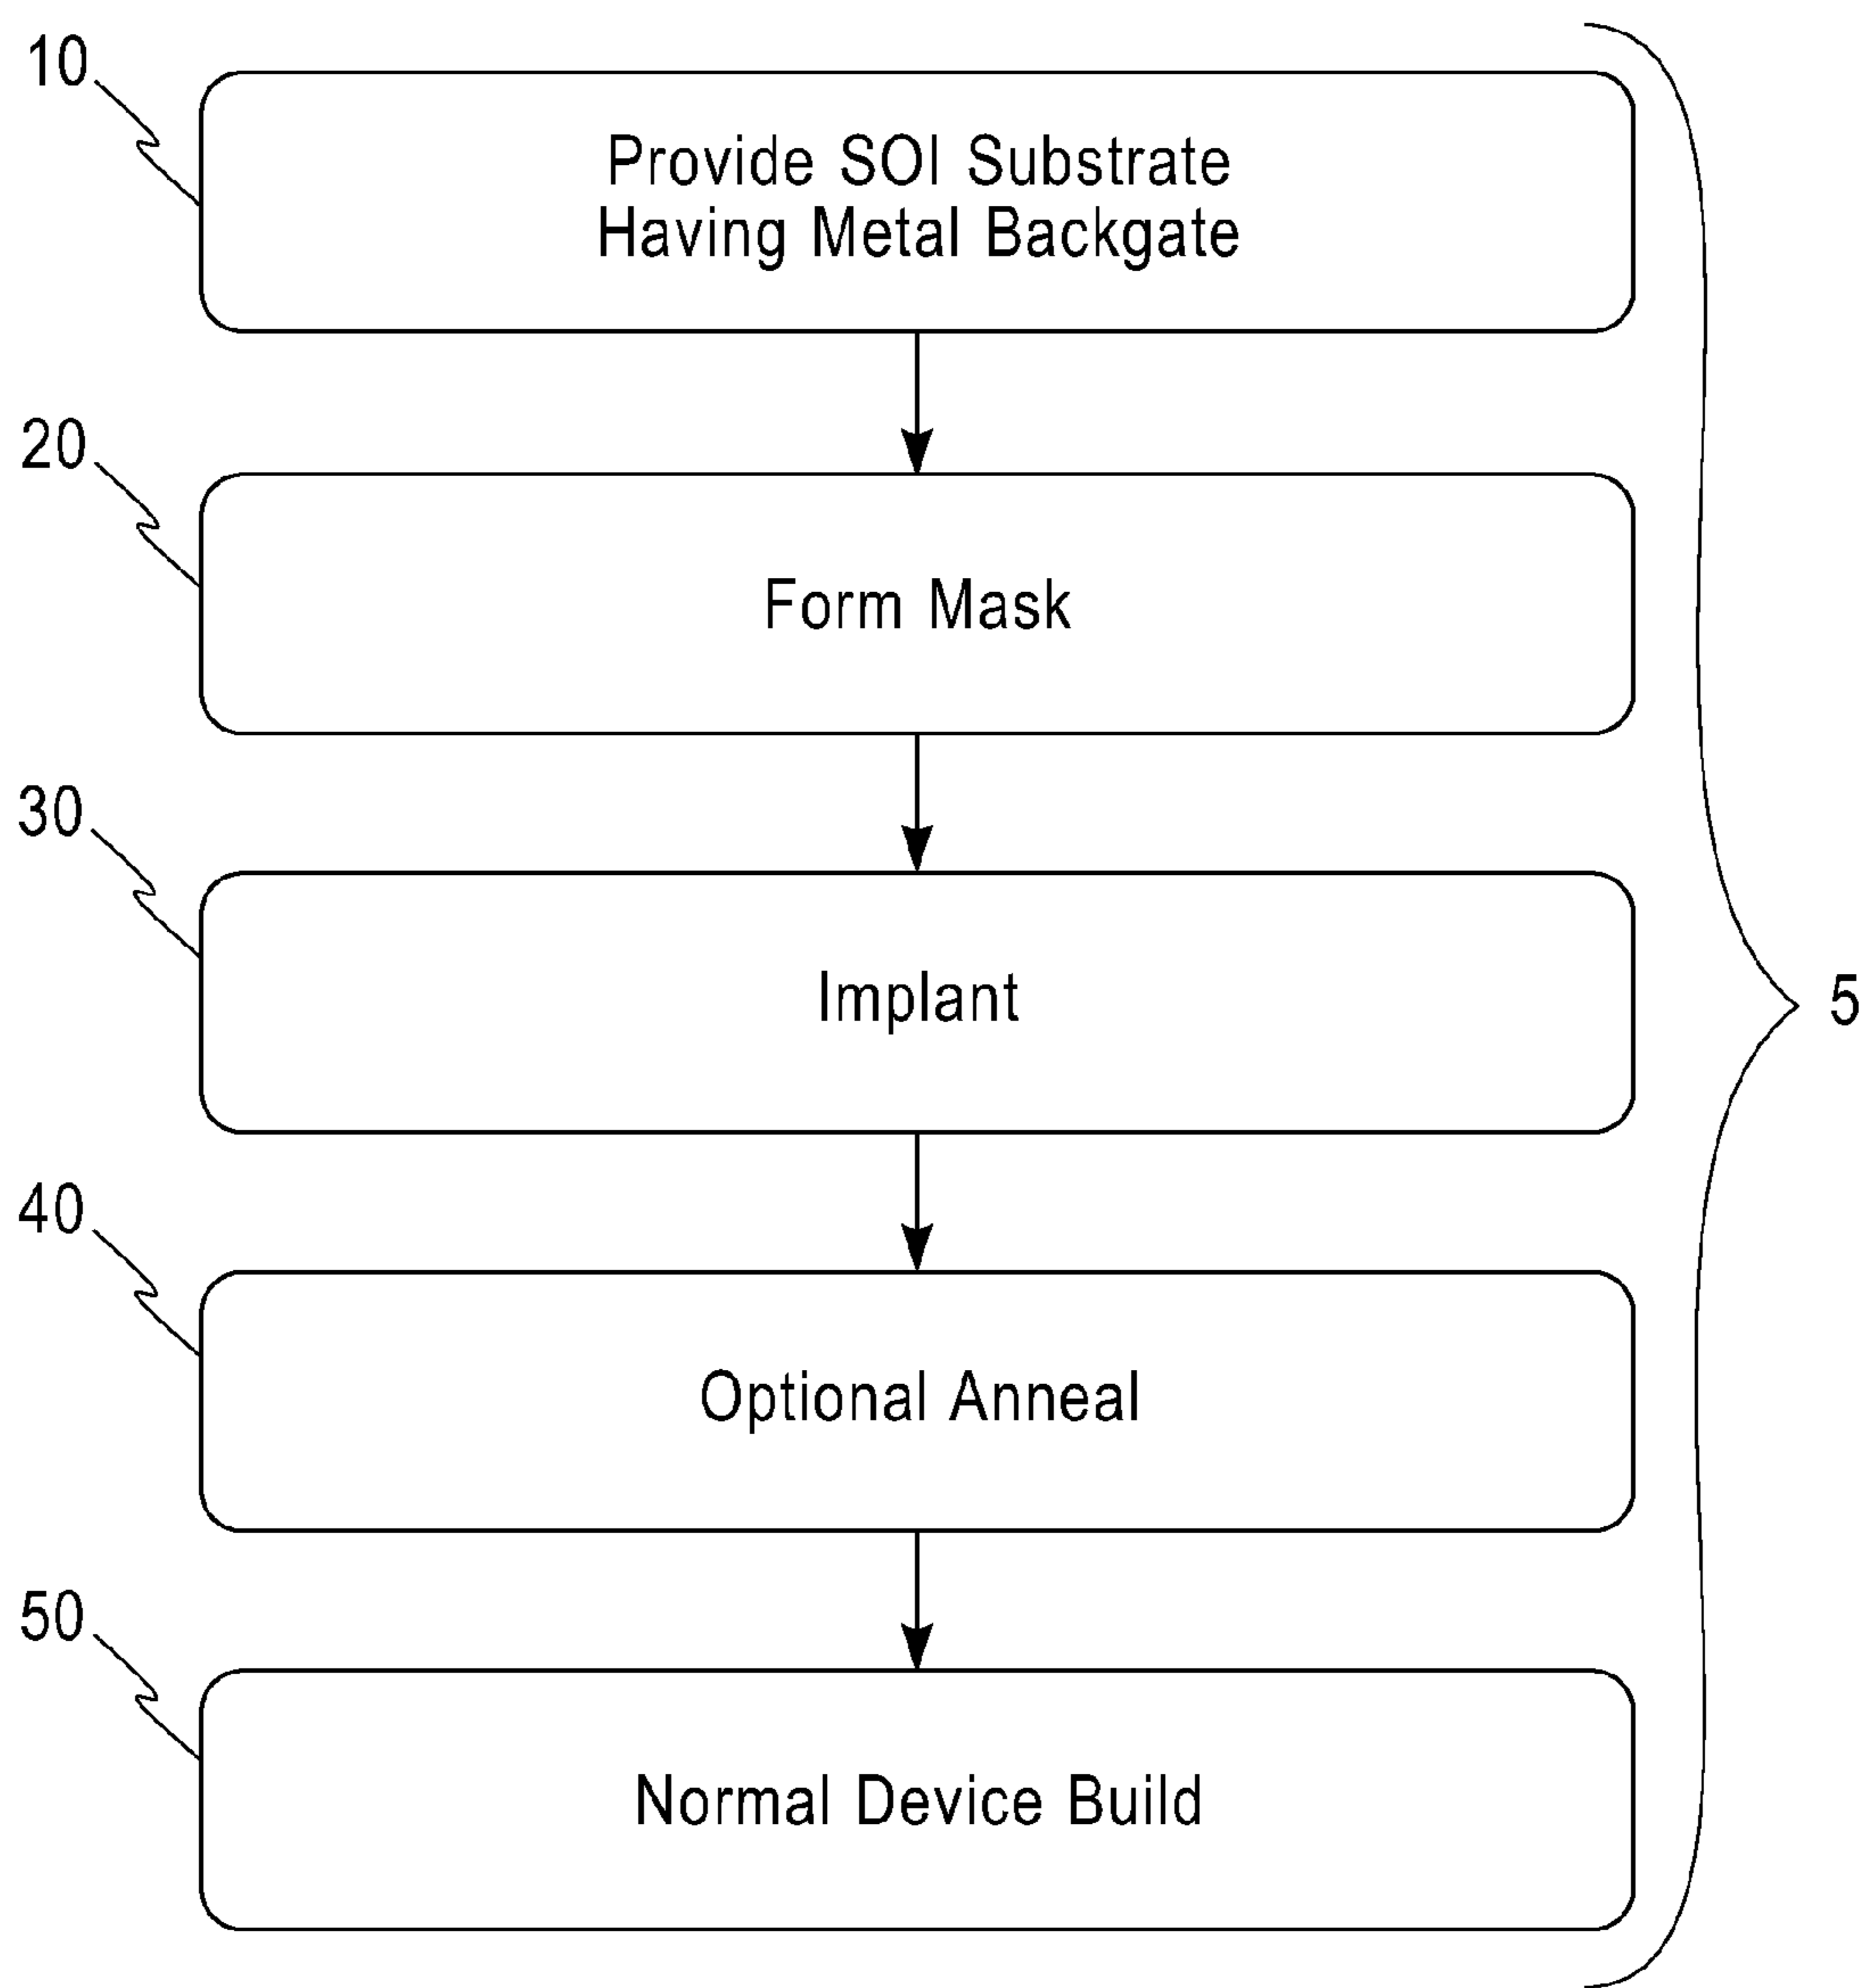 10
Provide SOI Substrate
Having Metal Backgate
20
Form Mask
30
Implant
5
40
Optional Anneal
50
Normal Device Build